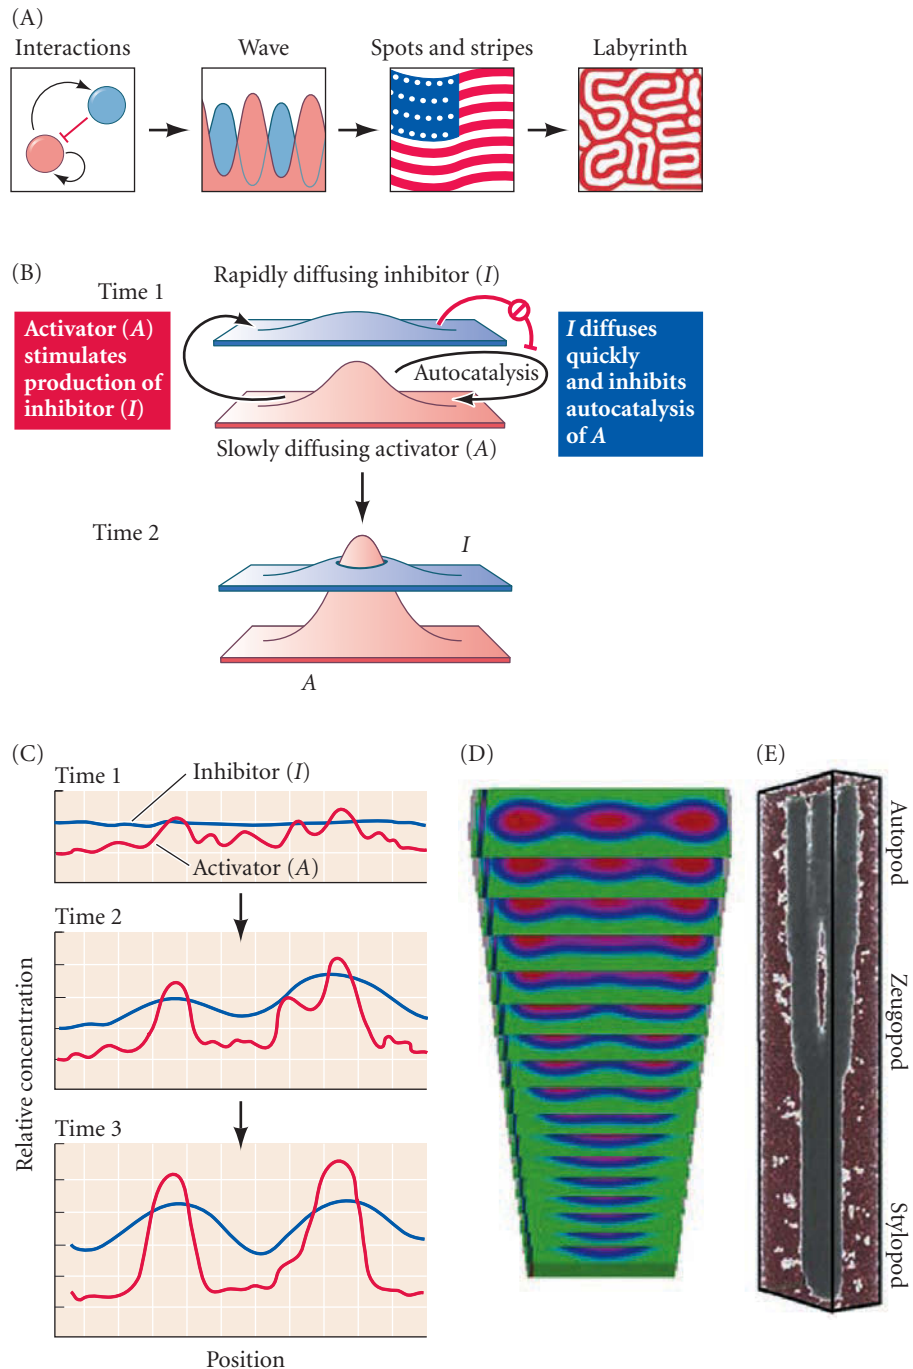 (A)
Interactions
Wave
Spots and stripes
Labyrinth
(B)
Rapidly diffusing inhibitor (I)
Time 1
Activator (A)
stimulates
production of
inhibitor (I)
Autocatalysis
I diffuses
quickly
and inhibits
autocatalysis
of A
Slowly diffusing activator (A)
Time 2
I
A
(C)
Time 1
Inhibitor (I)
Activator (A)
Time 2
Time 3
Relative concentration
Position
(D)
(E)
Autopod
Zeugopod
Stylopod